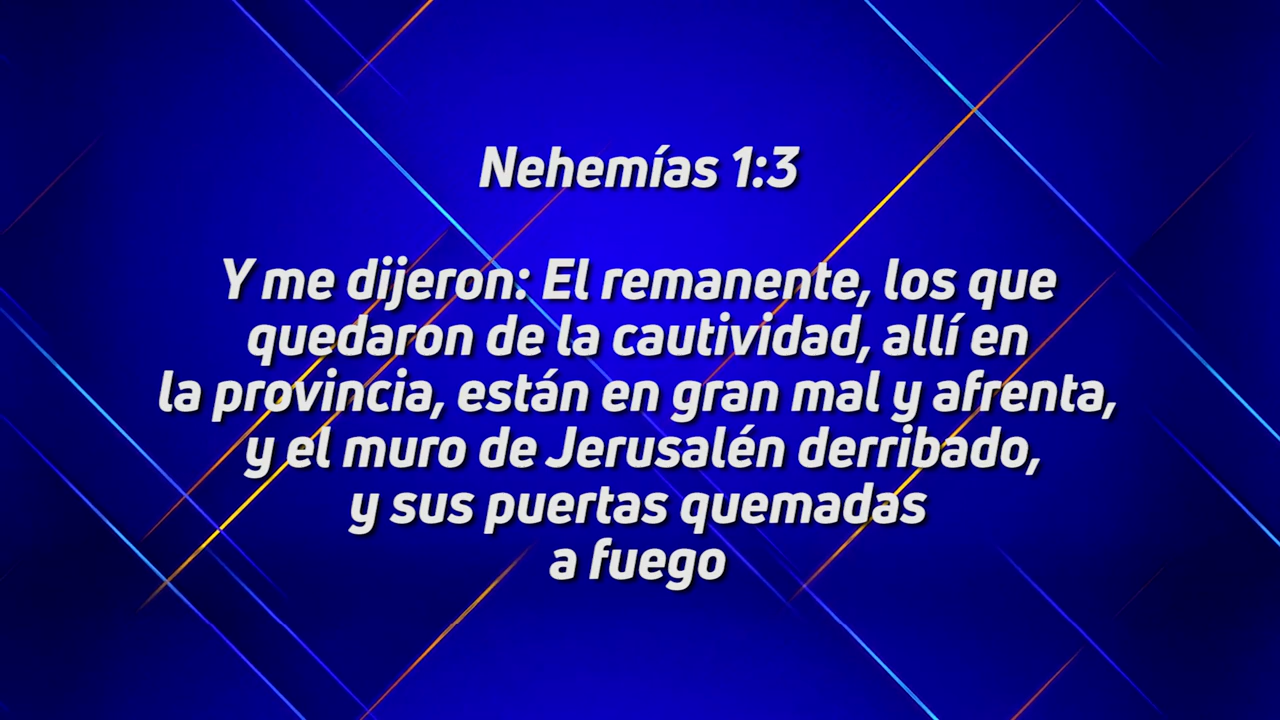 Nehemías 1:3
Y me dijeron: El remanente, los que
quedaron de la cautividad, allí en
la provincia, están en gran mal y afrenta,
y el muro de Jerusalén derribado,
y sus puertas quemadas
a fuego